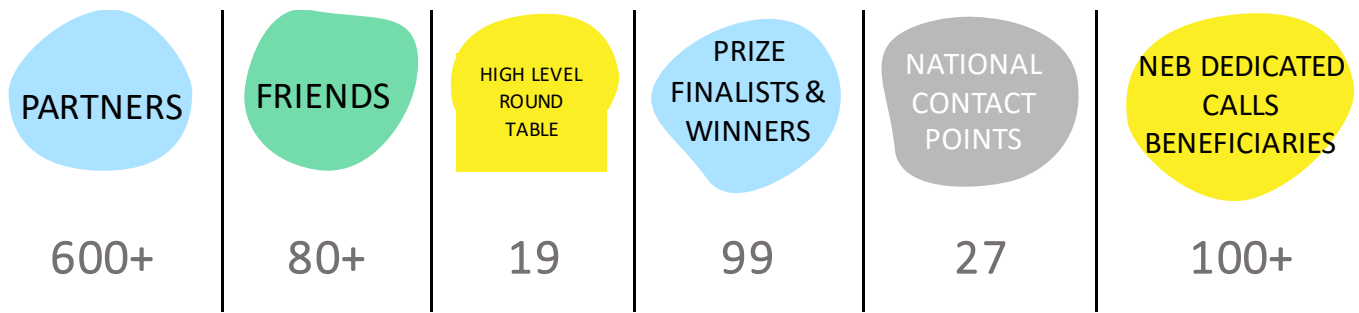 PARTNERS
600+
FRIENDS
80+
HIGH LEVEL
ROUND
TABLE
19
PRIZE
FINALISTS &
WINNERS
99
NATIONAL
CONTACT
POINTS
27
NEB DEDICATED
CALLS
BENEFICIARIES
100+